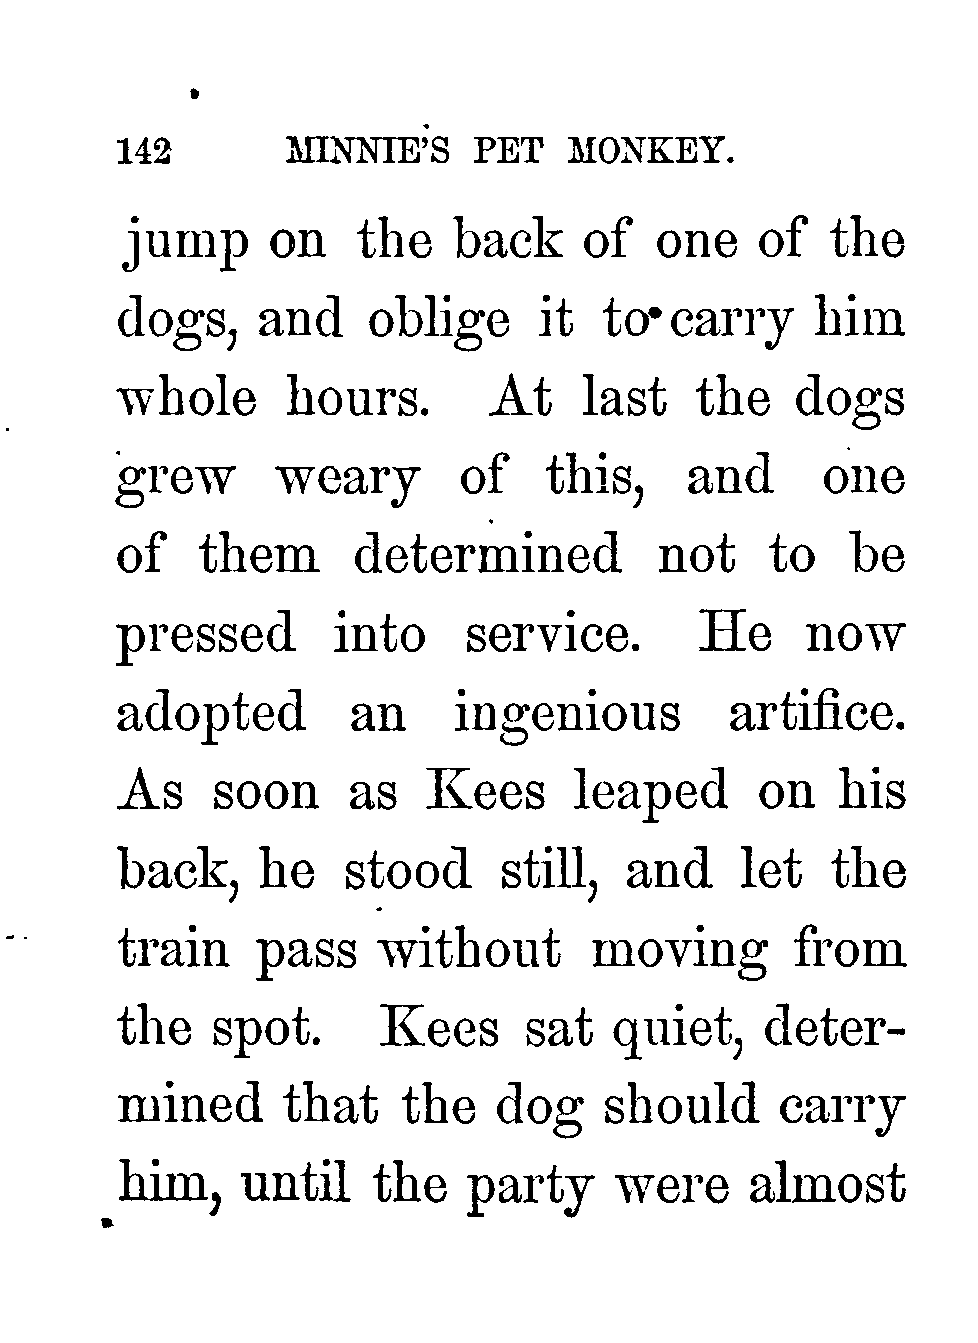 142 MINNIE'S PET MONKEY.
jump on the back of one of the
dogs, and oblige it to carry him
whole hours. At last the dogs
grew weary of this, and one
of them determined not to be
pressed into service. He now
adopted an ingenious artifice.
As soon as Kees leaped on his
back, he stood still, and let the
train pass without moving from
the spot. Kees sat quiet, deter-
mined that the dog should carry
him, until the party were almost